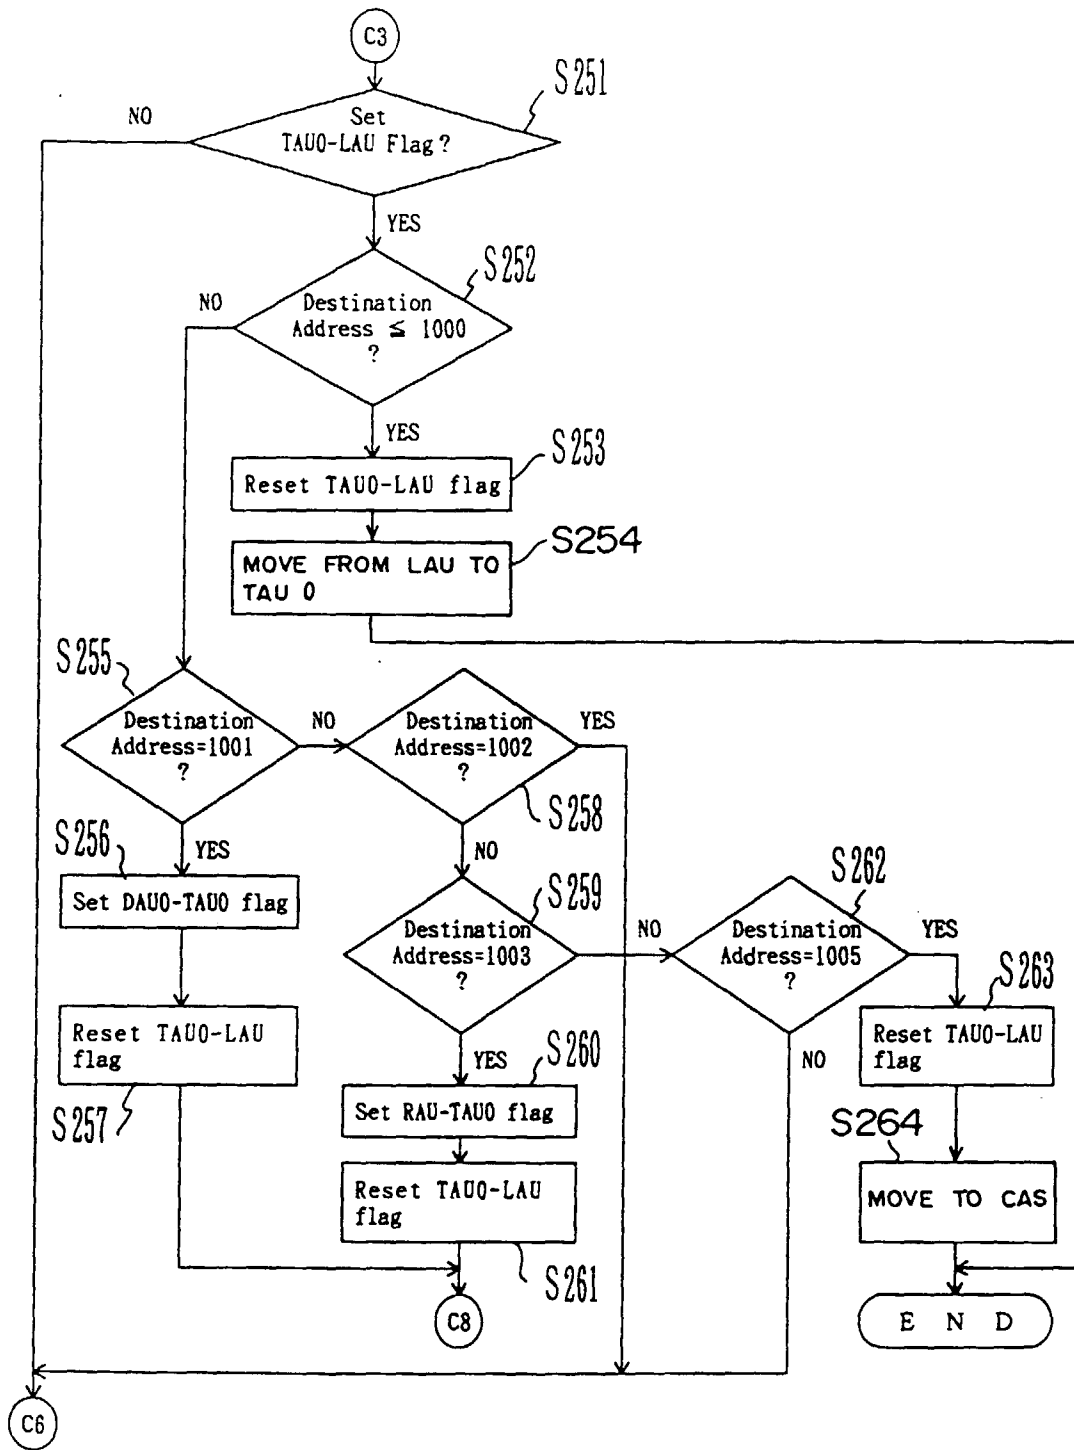 C3
S251
NO
Set
TAU0-LAU Flag?
YES
S252
NO
Destination
Address ≦ 1000
?
YES
S253
Reset TAU0-LAU flag
S254
MOVE FROM LAU TO
TAU 0
S255
Destination
Address=1001
?
NO
Destination
Address=1002
?
YES
S258
S256
YES
NO
Set DAU0-TAU0 flag
S259
Destination
Address=1003
?
NO
S262
Destination
Address=1005
?
YES
S263
Reset TAU0-LAU
flag
S257
YES
S260
NO
Reset TAU0-LAU
flag
Set RAU-TAU0 flag
S264
Reset TAU0-LAU
flag
MOVE TO CAS
S261
C8
E N D
C6